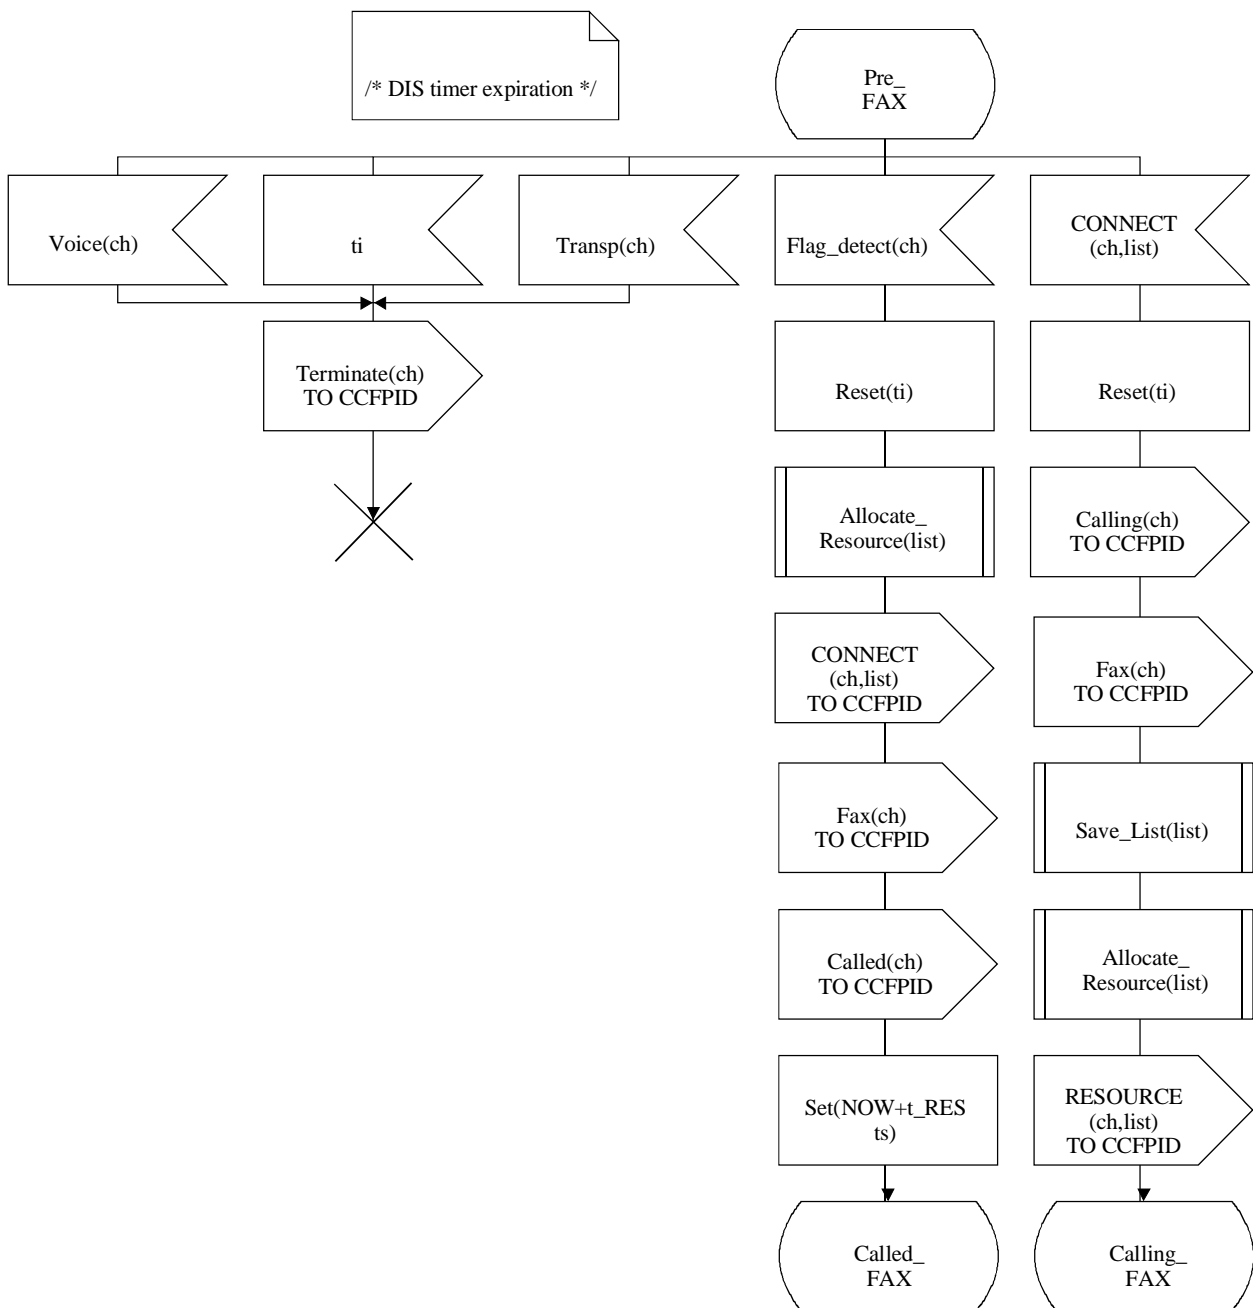 /* DIS timer expiration */
Pre_
FAX
Voice(ch)
ti
Transp(ch)
Flag_detect(ch)
CONNECT
(ch,list)
Terminate(ch)
TO CCFPID
Reset(ti)
Reset(ti)
Allocate_
Resource(list)
Calling(ch)
TO CCFPID
CONNECT
(ch,list)
TO CCFPID
Fax(ch)
TO CCFPID
Fax(ch)
TO CCFPID
Save_List(list)
Called(ch)
TO CCFPID
Allocate_
Resource(list)
Set(NOW+t_RES
ts)
RESOURCE
(ch,list)
TO CCFPID
Called_
FAX
Calling_
FAX